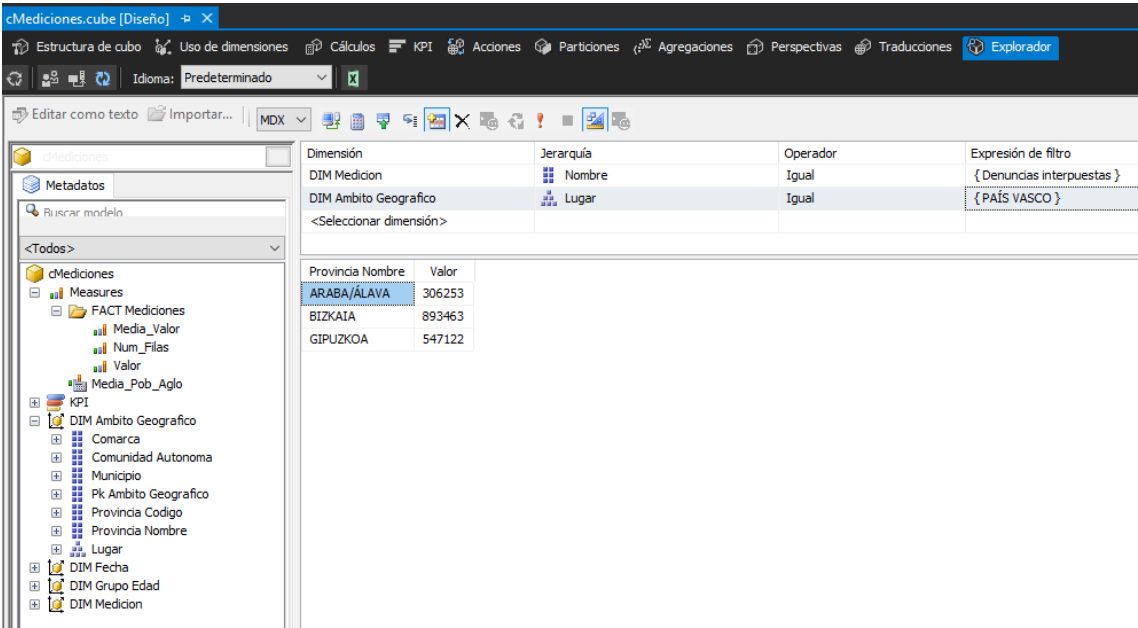 cMediciones.cube [Diseño]
Estructura de cubo Uso de dimensiones Cálculos KPI Acciones Particiones Agregaciones Perspectivas Traducciones Explorador
Idioma: Predeterminado
Editar como texto Importar... MDX
cMediciones
Metadatos
Buscar modelo
<Todos>
cMediciones
Measures
FACT Mediciones
Media_Valor
Num_Filas
Valor
Media_Pob_Aglo
KPI
DIM Ambito Geografico
Comarca
Comunidad Autonoma
Municipio
Pk Ambito Geografico
Provincia Codigo
Provincia Nombre
Lugar
DIM Fecha
DIM Grupo Edad
DIM Medicion
Dimensión Jerarquía Operador Expresión de filtro
DIM Medicion Nombre Igual { Denuncias interpuestas }
DIM Ambito Geografico Lugar Igual { PAÍS VASCO }
<Seleccionar dimensión>
Provincia Nombre Valor
ARABA/ÁLAVA 306253
BIZKAIA 893463
GIPUZKOA 547122